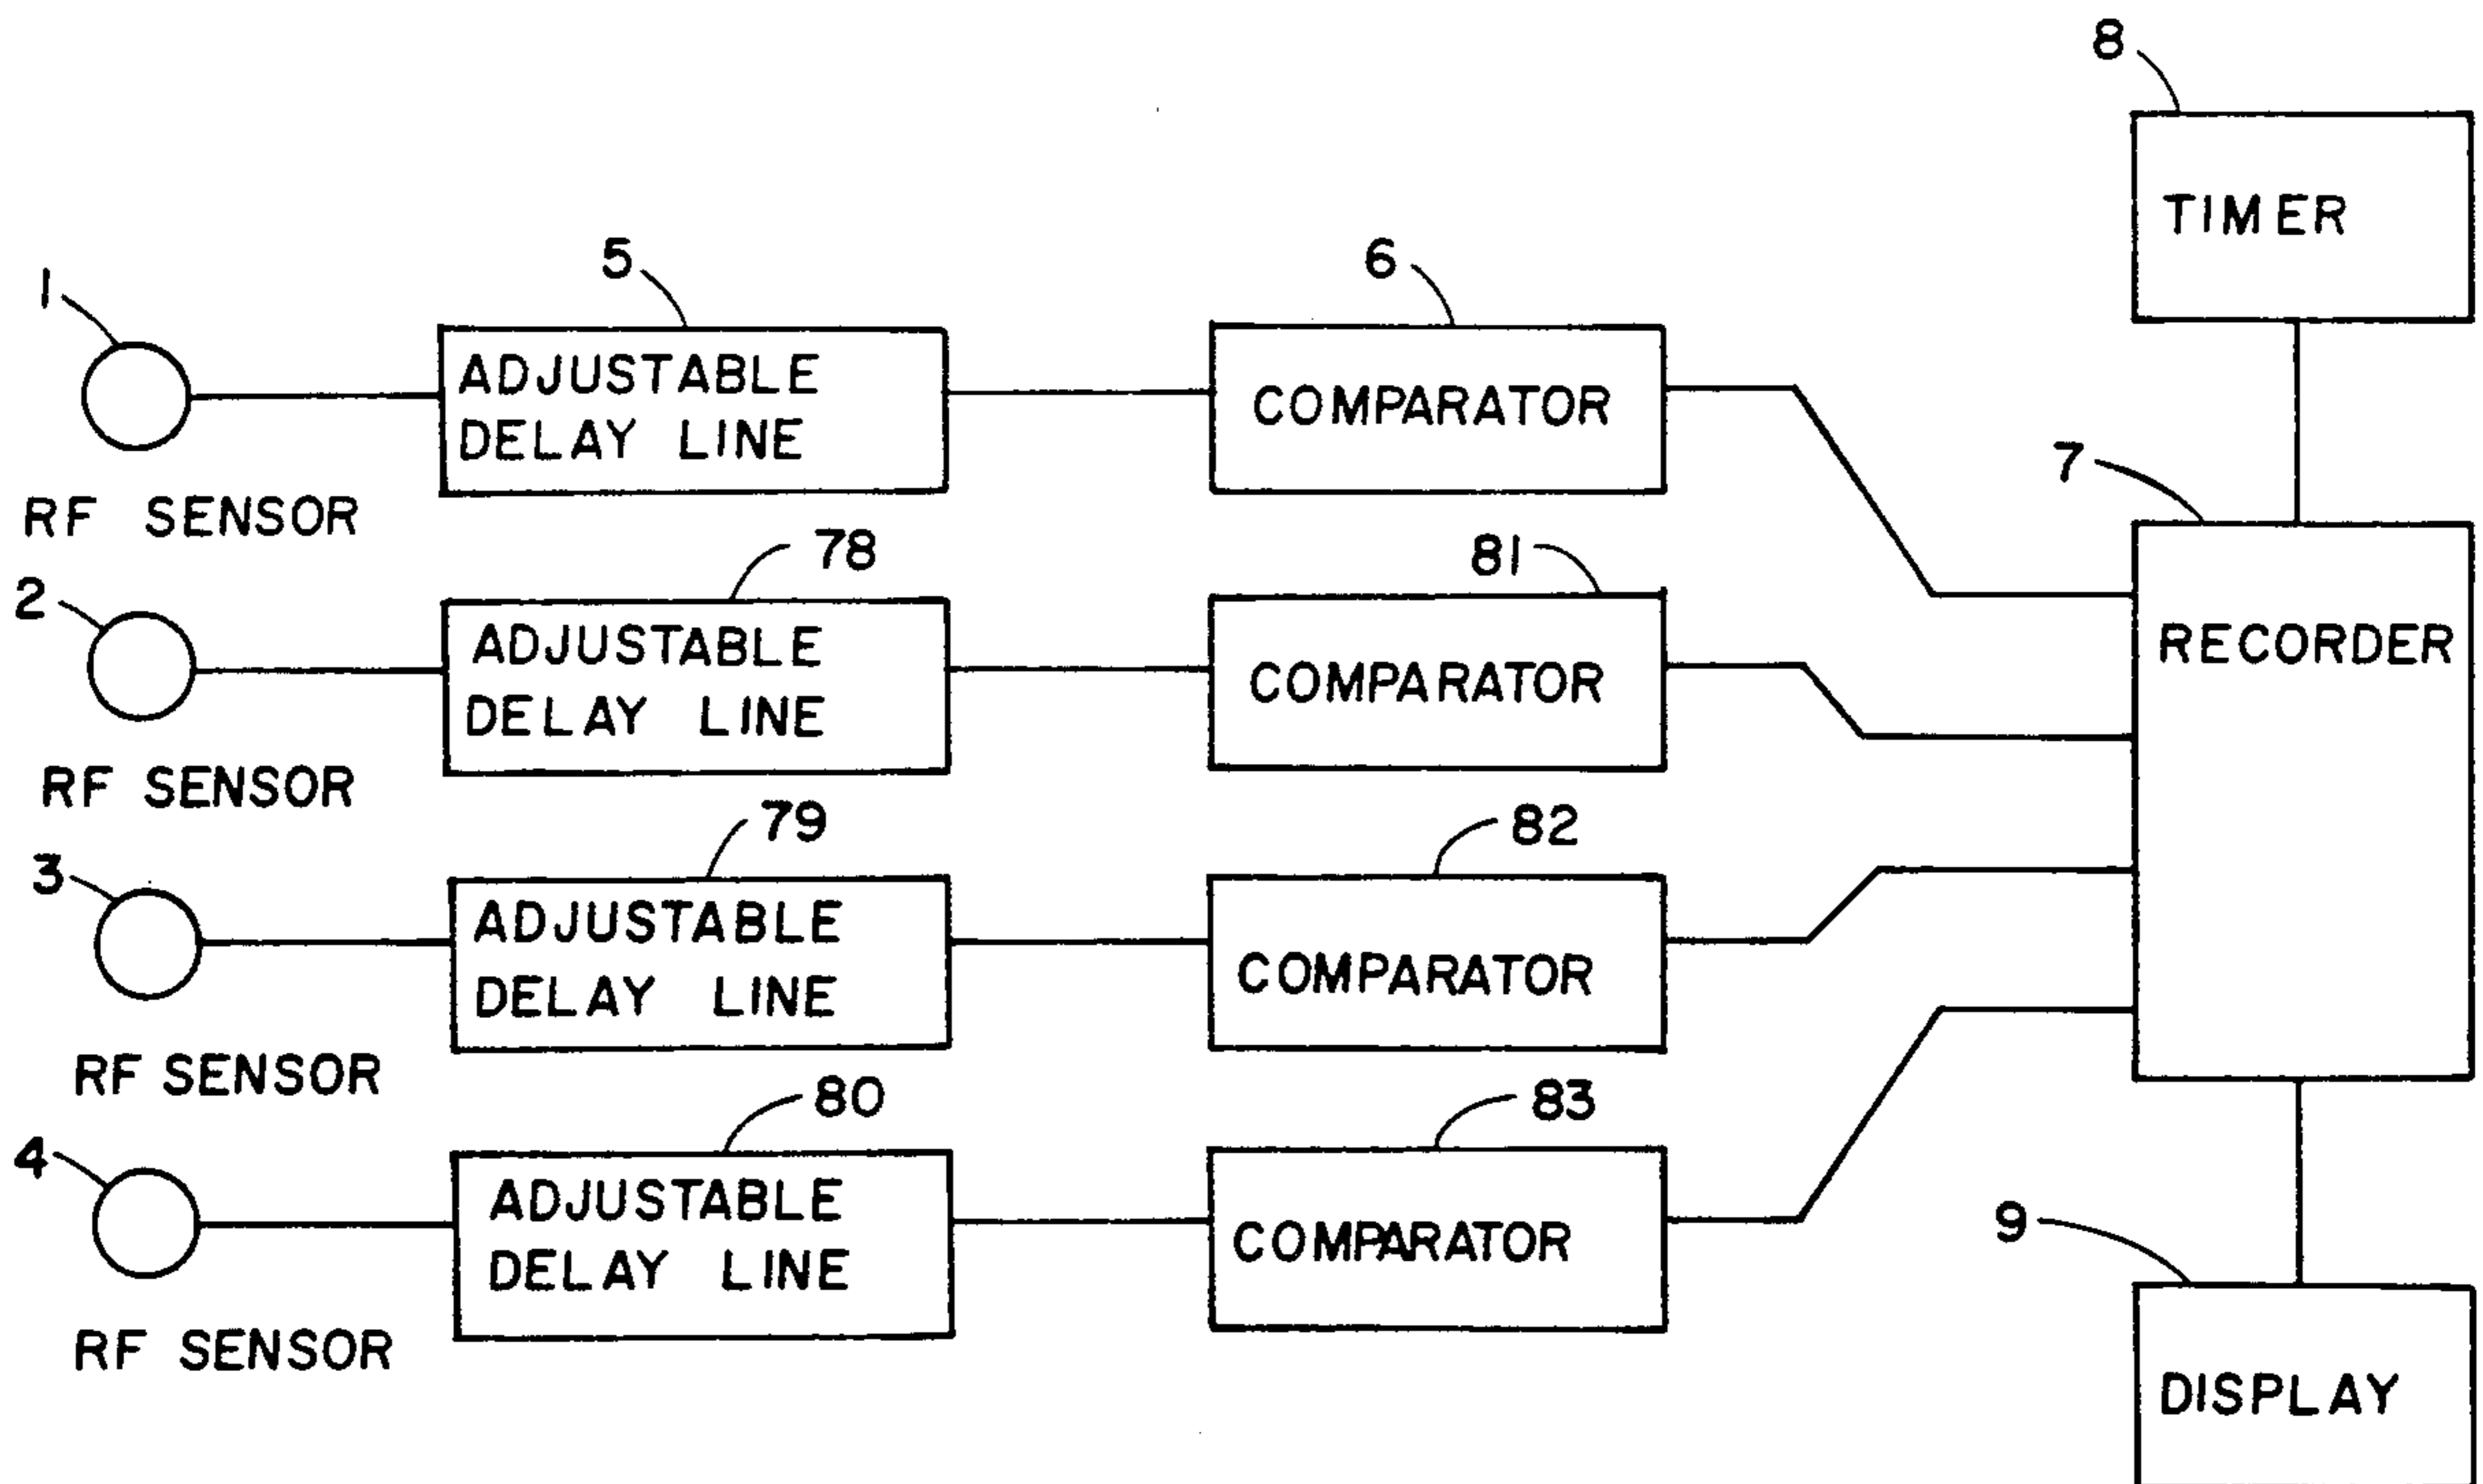 8
TIMER
1
5
ADJUSTABLE
DELAY LINE
6
COMPARATOR
RF SENSOR
7
RECORDER
2
78
ADJUSTABLE
DELAY LINE
81
COMPARATOR
RF SENSOR
3
79
ADJUSTABLE
DELAY LINE
82
COMPARATOR
RF SENSOR
4
80
ADJUSTABLE
DELAY LINE
83
COMPARATOR
RF SENSOR
9
DISPLAY